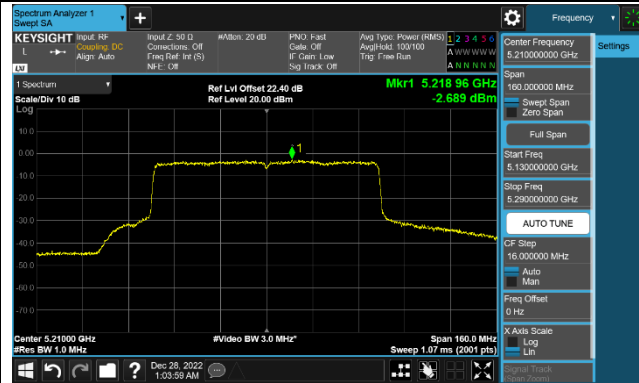 Spectrum Analyzer 1
Swept SA
Frequency
KEYSIGHT
L
LXI
Input: RF
Coupling: DC
Align: Auto
Input Z: 50 Ω
Corrections: Off
Freq Ref: Int (S)
NFE: Off
#Atten: 20 dB
PNO: Fast
Gate: Off
IF Gain: Low
Sig Track: Off
Avg Type: Power (RMS)
Avg|Hold: 100/100
Trig: Free Run
1 2 3 4 5 6
A W W W W W
A N N N N N
1 Spectrum
Scale/Div 10 dB
Log
Ref Lvl Offset 22.40 dB
Ref Level 20.00 dBm
Mkr1 5.218 96 GHz
-2.689 dBm
1
10.0
0.00
-10.0
-20.0
-30.0
-40.0
-50.0
-60.0
-70.0
Center 5.21000 GHz
#Res BW 1.0 MHz
#Video BW 3.0 MHz*
Span 160.0 MHz
Sweep 1.07 ms (2001 pts)
Dec 28, 2022
1:03:59 AM
Center Frequency
5.210000000 GHz
Settings
Span
160.000000 MHz
Swept Span
Zero Span
Full Span
Start Freq
5.130000000 GHz
Stop Freq
5.290000000 GHz
AUTO TUNE
CF Step
16.000000 MHz
Auto
Man
Freq Offset
0 Hz
X Axis Scale
Log
Lin
Signal Track
(Span Zoom)